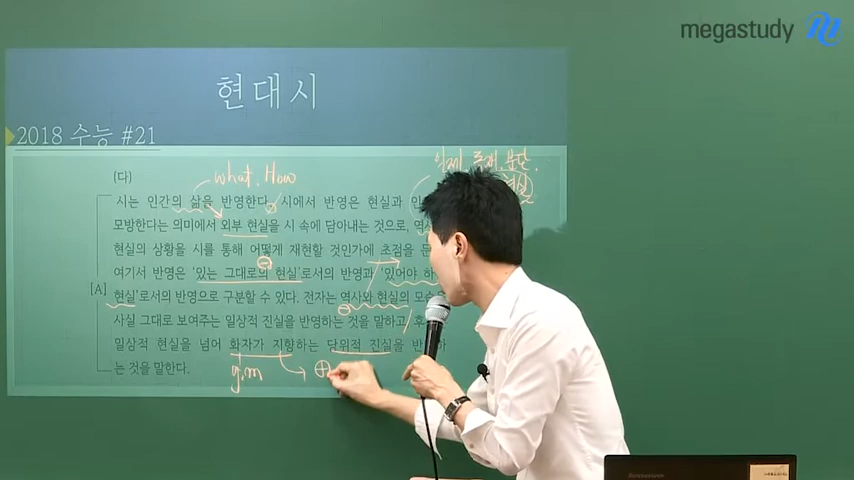 megastudy
현대시
2018 수능 #21
(다)
what. How
시는 인간의 삶을 반영한다. 시에서 반영은 현실과 인
모방한다는 의미에서 외부 현실을 시 속에 담아내는 것으로,
현실의 상황을 시를 통해 어떻게 재현할 것인가에 초점을
여기서 반영은 '있는 그대로의 현실'로서의 반영과 '있어야
[A] 현실'로서의 반영으로 구분할 수 있다. 전자는 역사와 현실의 모습을
사실 그대로 보여주는 일상적 진실을 반영하는 것을 말하고,
일상적 현실을 넘어 화자가 지향하는 당위적 진실을
는 것을 말한다.
g.m